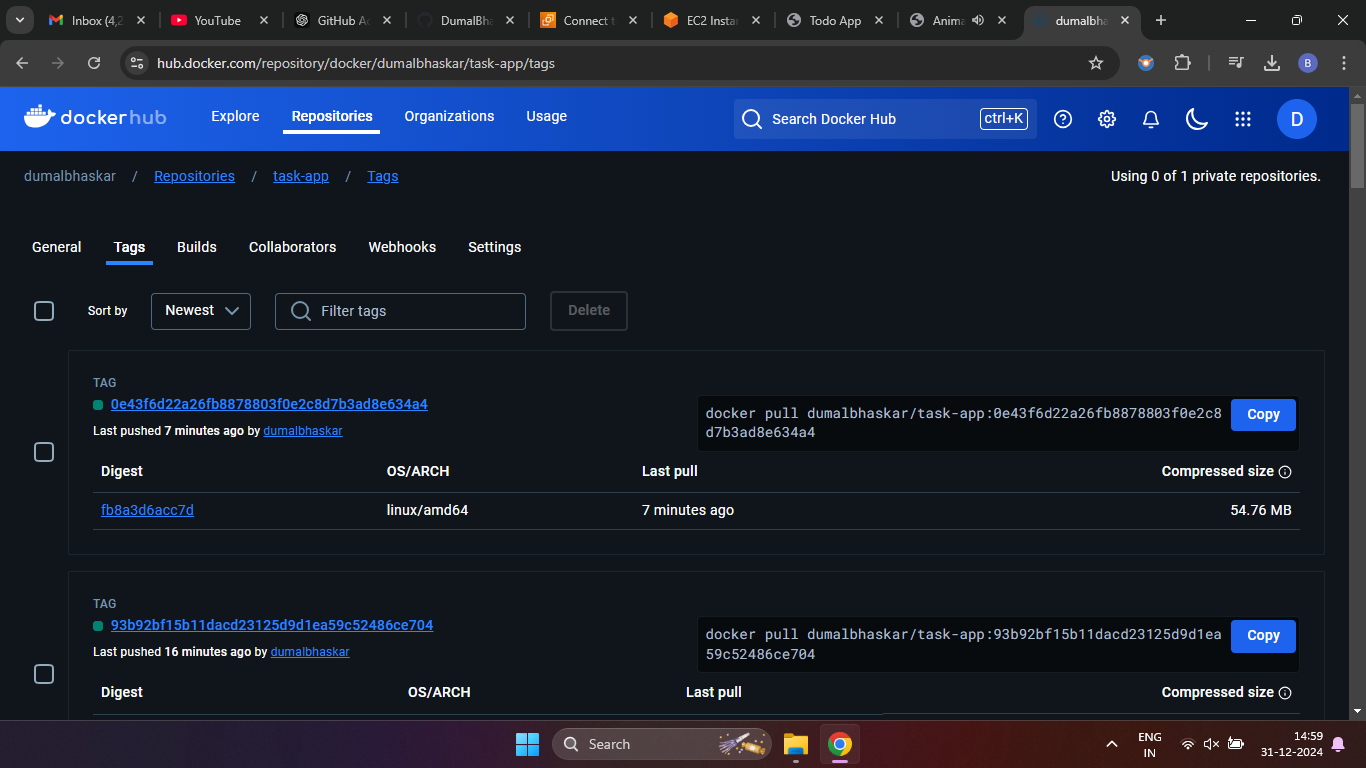 Inbox (4,2
YouTube
GitHub Ac
DumalBha
Connect t
EC2 Instan
Todo App
Anima
dumalbha
hub.docker.com/repository/docker/dumalbhaskar/task-app/tags
B
dockerhub
Explore
Repositories
Organizations
Usage
Search Docker Hub
ctrl+K
D
dumalbhaskar / Repositories / task-app / Tags
Using 0 of 1 private repositories.
General
Tags
Builds
Collaborators
Webhooks
Settings
Sort by
Newest
Filter tags
Delete
TAG
0e43f6d22a26fb8878803f0e2c8d7b3ad8e634a4
Last pushed 7 minutes ago by dumalbhaskar
docker pull dumalbhaskar/task-app:0e43f6d22a26fb8878803f0e2c8
d7b3ad8e634a4
Copy
Digest
OS/ARCH
Last pull
Compressed size
fb8a3d6acc7d
linux/amd64
7 minutes ago
54.76 MB
TAG
93b92bf15b11dacd23125d9d1ea59c52486ce704
Last pushed 16 minutes ago by dumalbhaskar
docker pull dumalbhaskar/task-app:93b92bf15b11dacd23125d9d1ea
59c52486ce704
Copy
Digest
OS/ARCH
Last pull
Compressed size
Search
ENG
IN
14:59
31-12-2024